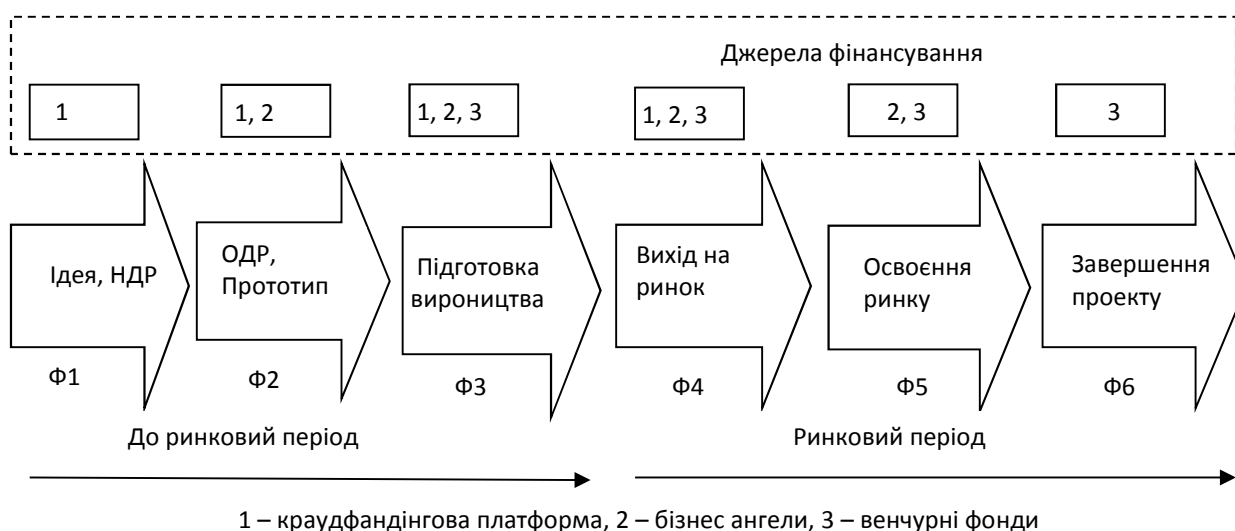 Джерела фінансування
1
1, 2
1, 2, 3
1, 2, 3
2, 3
3
Ідея, НДР
ОДР,
Прототип
Підготовка
вироництва
Вихід на
ринок
Освоєння
ринку
Завершення
проекту
Ф1
Ф2
Ф3
Ф4
Ф5
Ф6
До ринковий період
Ринковий період
1 – краудфандінгова платформа, 2 – бізнес ангели, 3 – венчурні фонди